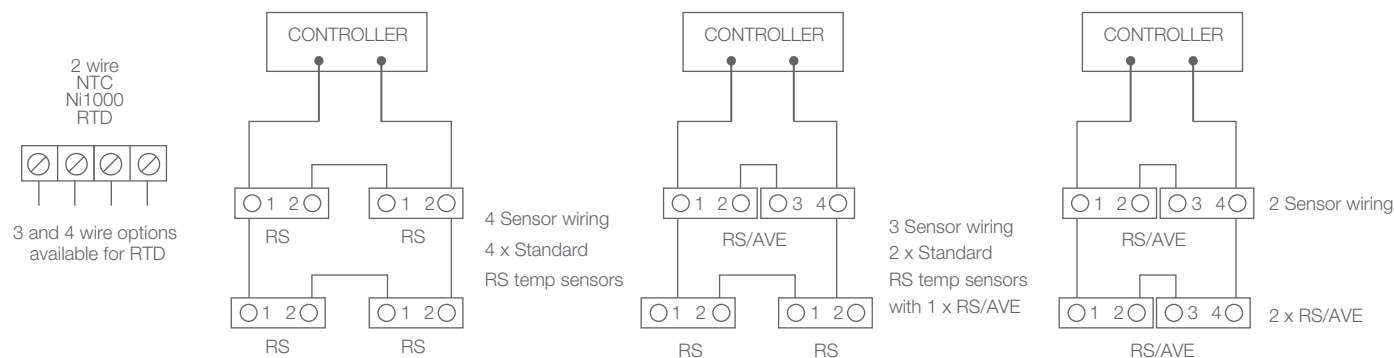 2 wire
NTC
Ni1000
RTD
3 and 4 wire options
available for RTD
CONTROLLER
1 2
1 2
RS
RS
1 2
1 2
RS
RS
4 Sensor wiring
4 x Standard
RS temp sensors
CONTROLLER
1 2
3 4
RS/AVE
1 2
1 2
RS
RS
3 Sensor wiring
2 x Standard
RS temp sensors
with 1 x RS/AVE
CONTROLLER
1 2
3 4
RS/AVE
2 Sensor wiring
1 2
3 4
RS/AVE
2 x RS/AVE